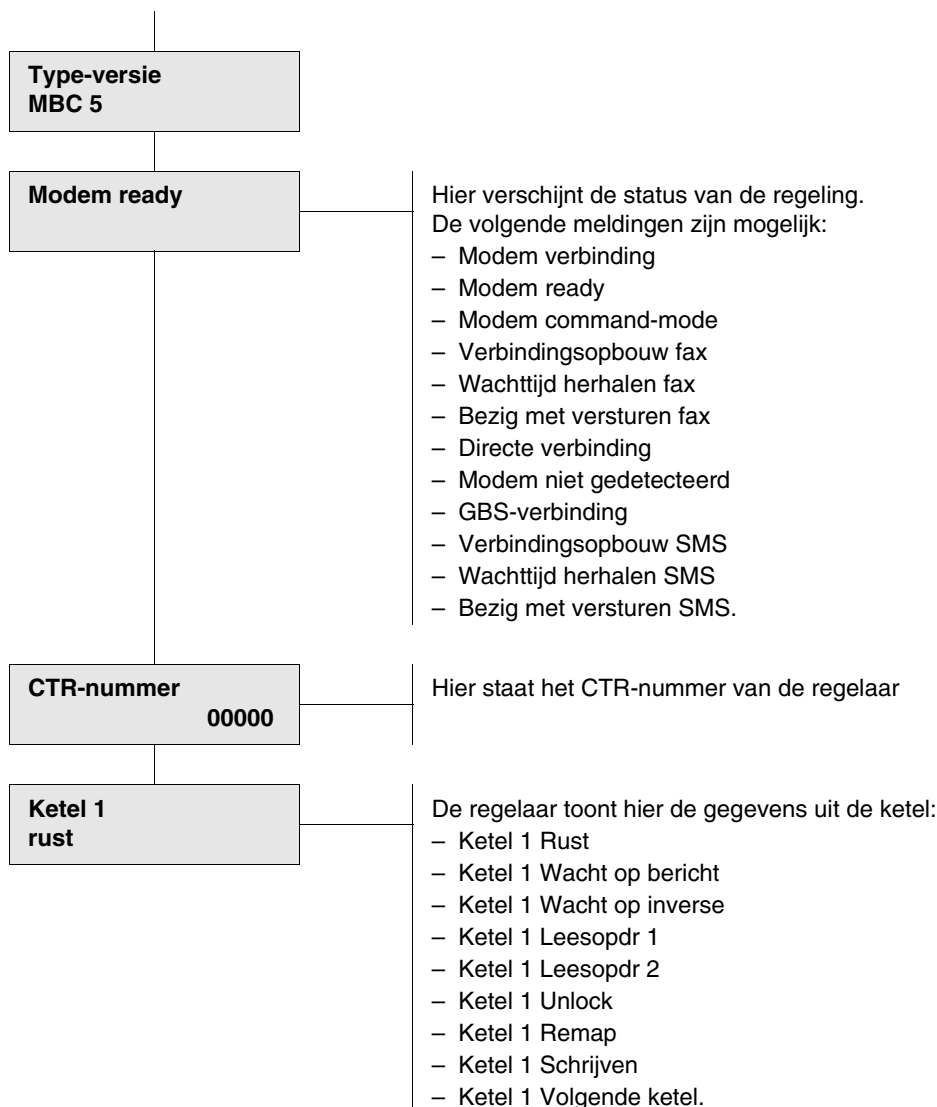 Type-versie
MBC 5
Modem ready
Hier verschijnt de status van de regeling.
De volgende meldingen zijn mogelijk:
– Modem verbinding
– Modem ready
– Modem command-mode
– Verbindingsopbouw fax
– Wachttijd herhalen fax
– Bezig met versturen fax
– Directe verbinding
– Modem niet gedetecteerd
– GBS-verbinding
– Verbindingsopbouw SMS
– Wachttijd herhalen SMS
– Bezig met versturen SMS.
CTR-nummer
00000
Hier staat het CTR-nummer van de regelaar
Ketel 1
rust
De regelaar toont hier de gegevens uit de ketel:
– Ketel 1 Rust
– Ketel 1 Wacht op bericht
– Ketel 1 Wacht op inverse
– Ketel 1 Leesopdr 1
– Ketel 1 Leesopdr 2
– Ketel 1 Unlock
– Ketel 1 Remap
– Ketel 1 Schrijven
– Ketel 1 Volgende ketel.